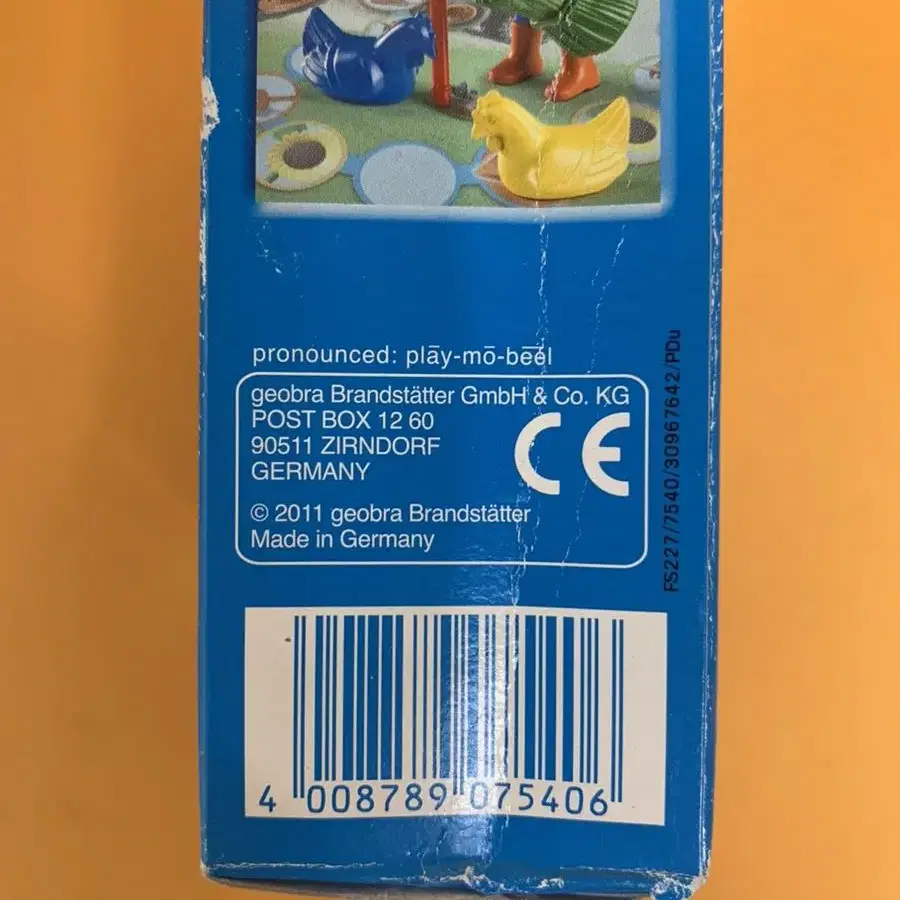 pronounced: plāy-mō-bēēl
geobra Brandstätter GmbH & Co. KG
POST BOX 12 60
90511 ZIRNDORF
GERMANY
CE
© 2011 geobra Brandstätter
Made in Germany
FS227/7540/30967642/PDu
4 008789 075406